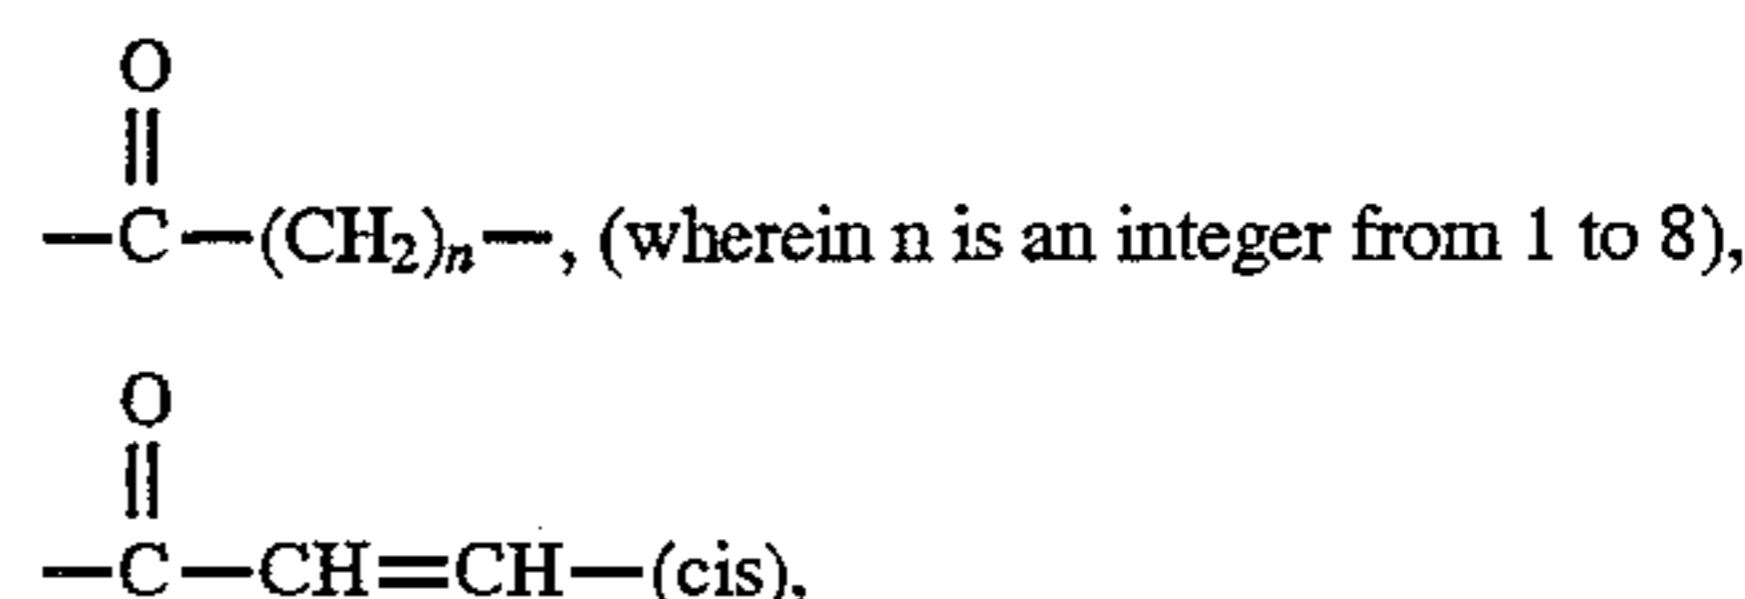 O
||
—C—(CH₂)ₙ—, (wherein n is an integer from 1 to 8),
O
||
—C—CH=CH—(cis),